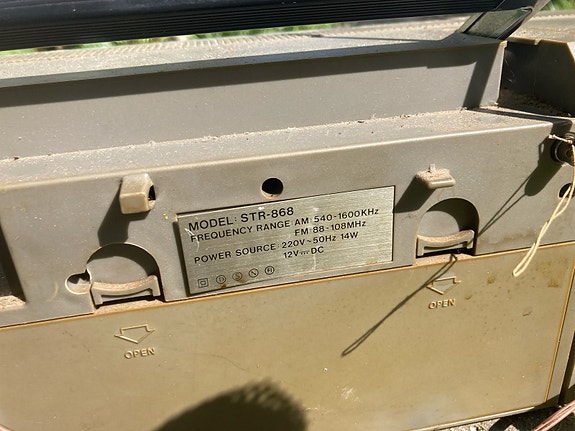 MODEL: STR-868
FREQUENCY RANGE: AM: 540-1600KHz
FM: 88-108MHz
POWER SOURCE: 220V~50Hz 14W
12V⎓DC
OPEN
OPEN